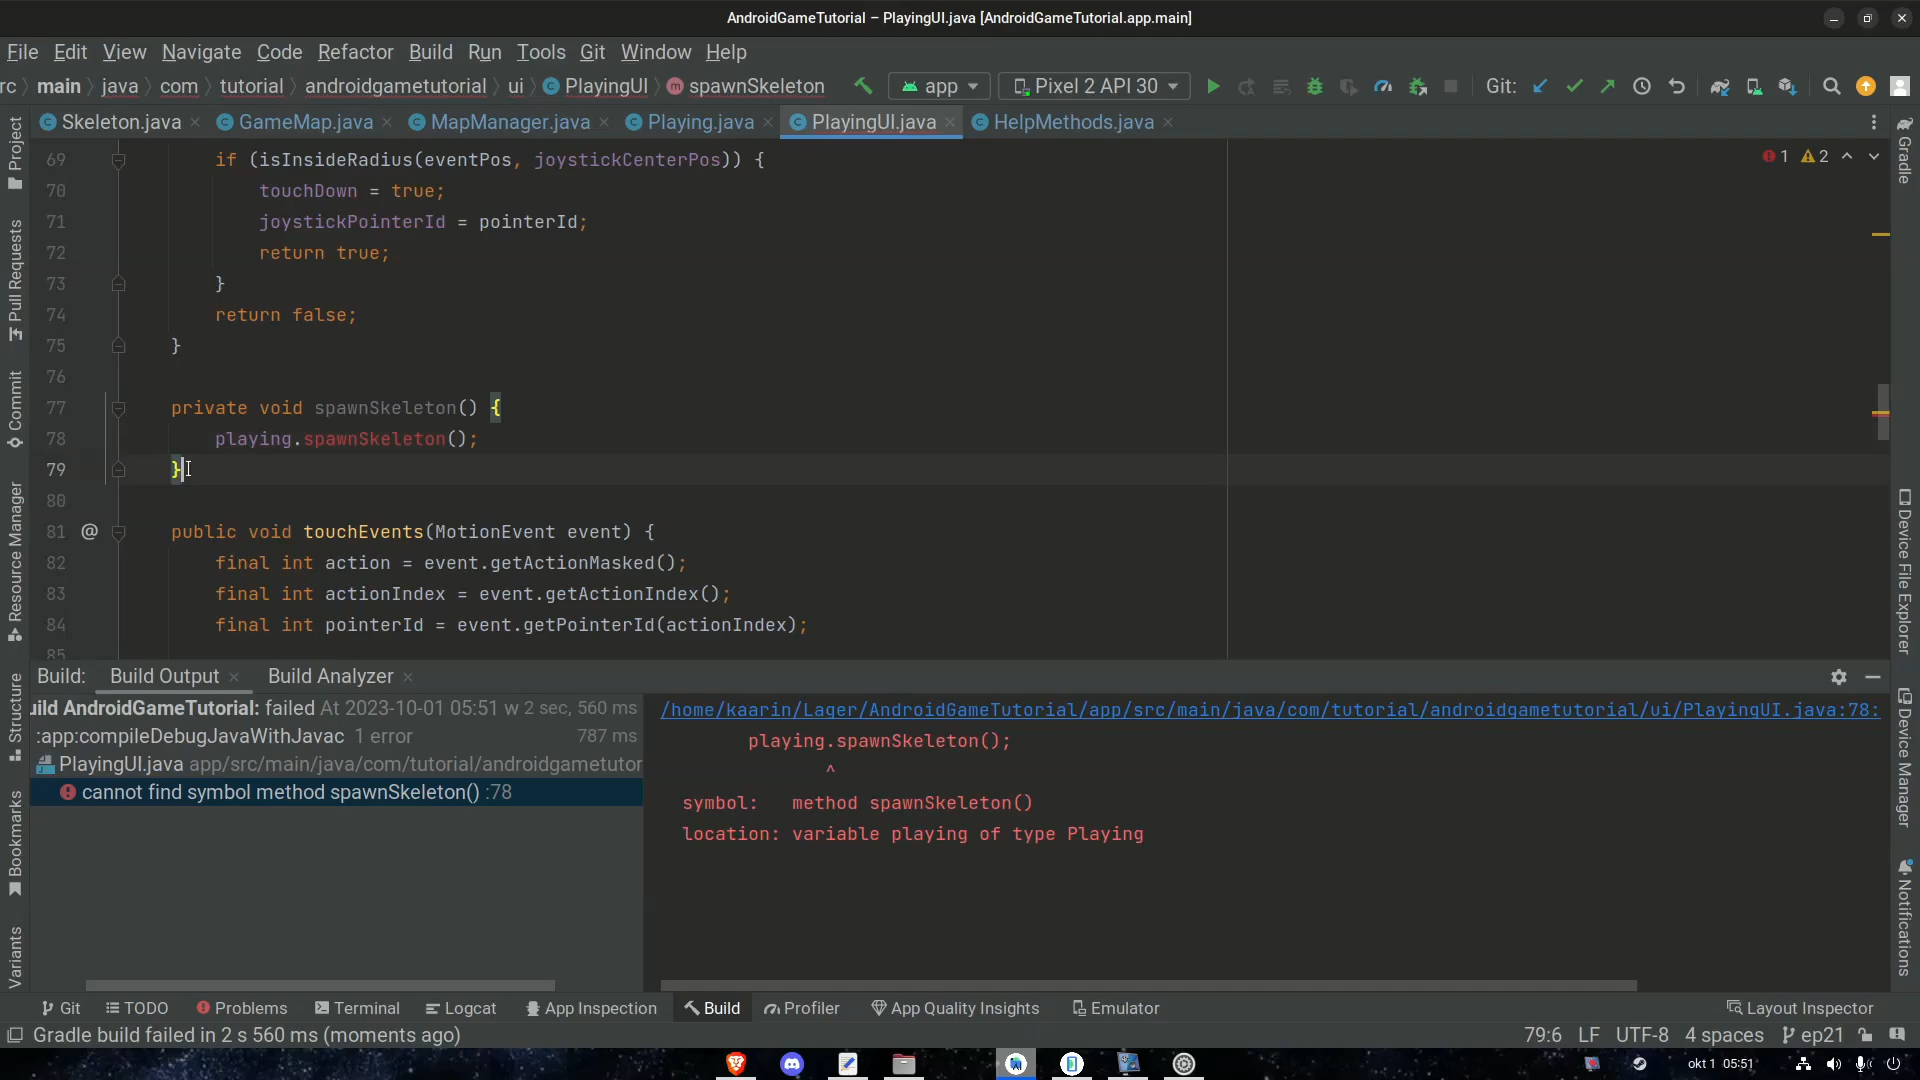 AndroidGameTutorial – PlayingUI.java [AndroidGameTutorial.app.main]
File Edit View Navigate Code Refactor Build Run Tools Git Window Help
rc main java com tutorial androidgametutorial ui PlayingUI spawnSkeleton app Pixel 2 API 30 Git:
Skeleton.java GameMap.java MapManager.java Playing.java PlayingUI.java HelpMethods.java
1 2
69 if (isInsideRadius(eventPos, joystickCenterPos)) {
70 touchDown = true;
71 joystickPointerId = pointerId;
72 return true;
73 }
74 return false;
75 }
76
77 private void spawnSkeleton() {
78 playing.spawnSkeleton();
79 }
80
81 @ public void touchEvents(MotionEvent event) {
82 final int action = event.getActionMasked();
83 final int actionIndex = event.getActionIndex();
84 final int pointerId = event.getPointerId(actionIndex);
85
Project
Pull Requests
Commit
Resource Manager
Structure
Bookmarks
Variants
Gradle
Device File Explorer
Device Manager
Notifications
Build: Build Output Build Analyzer
uild AndroidGameTutorial: failed At 2023-10-01 05:51 w 2 sec, 560 ms
:app:compileDebugJavaWithJavac 1 error 787 ms
PlayingUI.java app/src/main/java/com/tutorial/androidgametutor
cannot find symbol method spawnSkeleton() :78
/home/kaarin/Lager/AndroidGameTutorial/app/src/main/java/com/tutorial/androidgametutorial/ui/PlayingUI.java:78:
playing.spawnSkeleton();
^
symbol: method spawnSkeleton()
location: variable playing of type Playing
Git TODO Problems Terminal Logcat App Inspection Build Profiler App Quality Insights Emulator Layout Inspector
Gradle build failed in 2 s 560 ms (moments ago) 79:6 LF UTF-8 4 spaces ep21
okt 1 05:51